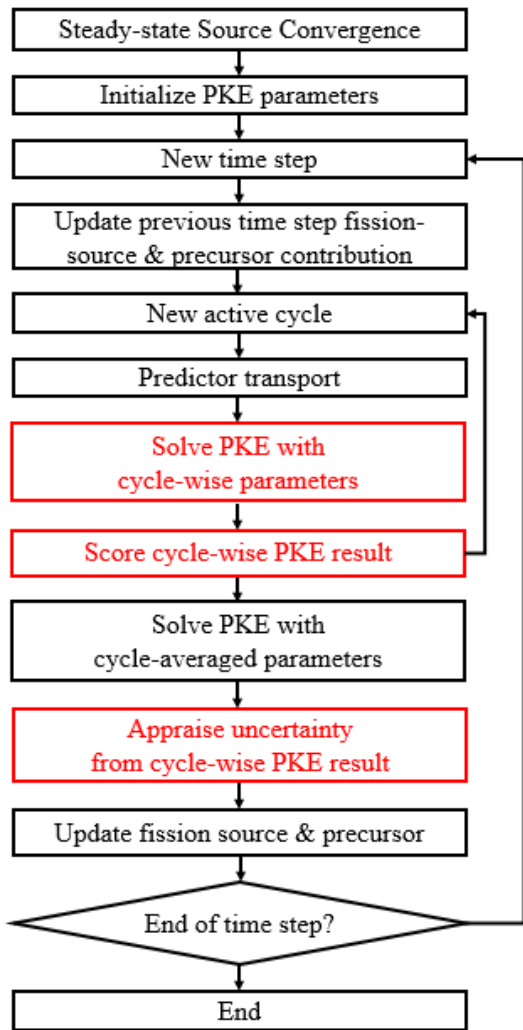 Steady-state Source Convergence
Initialize PKE parameters
New time step
Update previous time step fission-
source & precursor contribution
New active cycle
Predictor transport
Solve PKE with
cycle-wise parameters
Score cycle-wise PKE result
Solve PKE with
cycle-averaged parameters
Appraise uncertainty
from cycle-wise PKE result
Update fission source & precursor
End of time step?
End